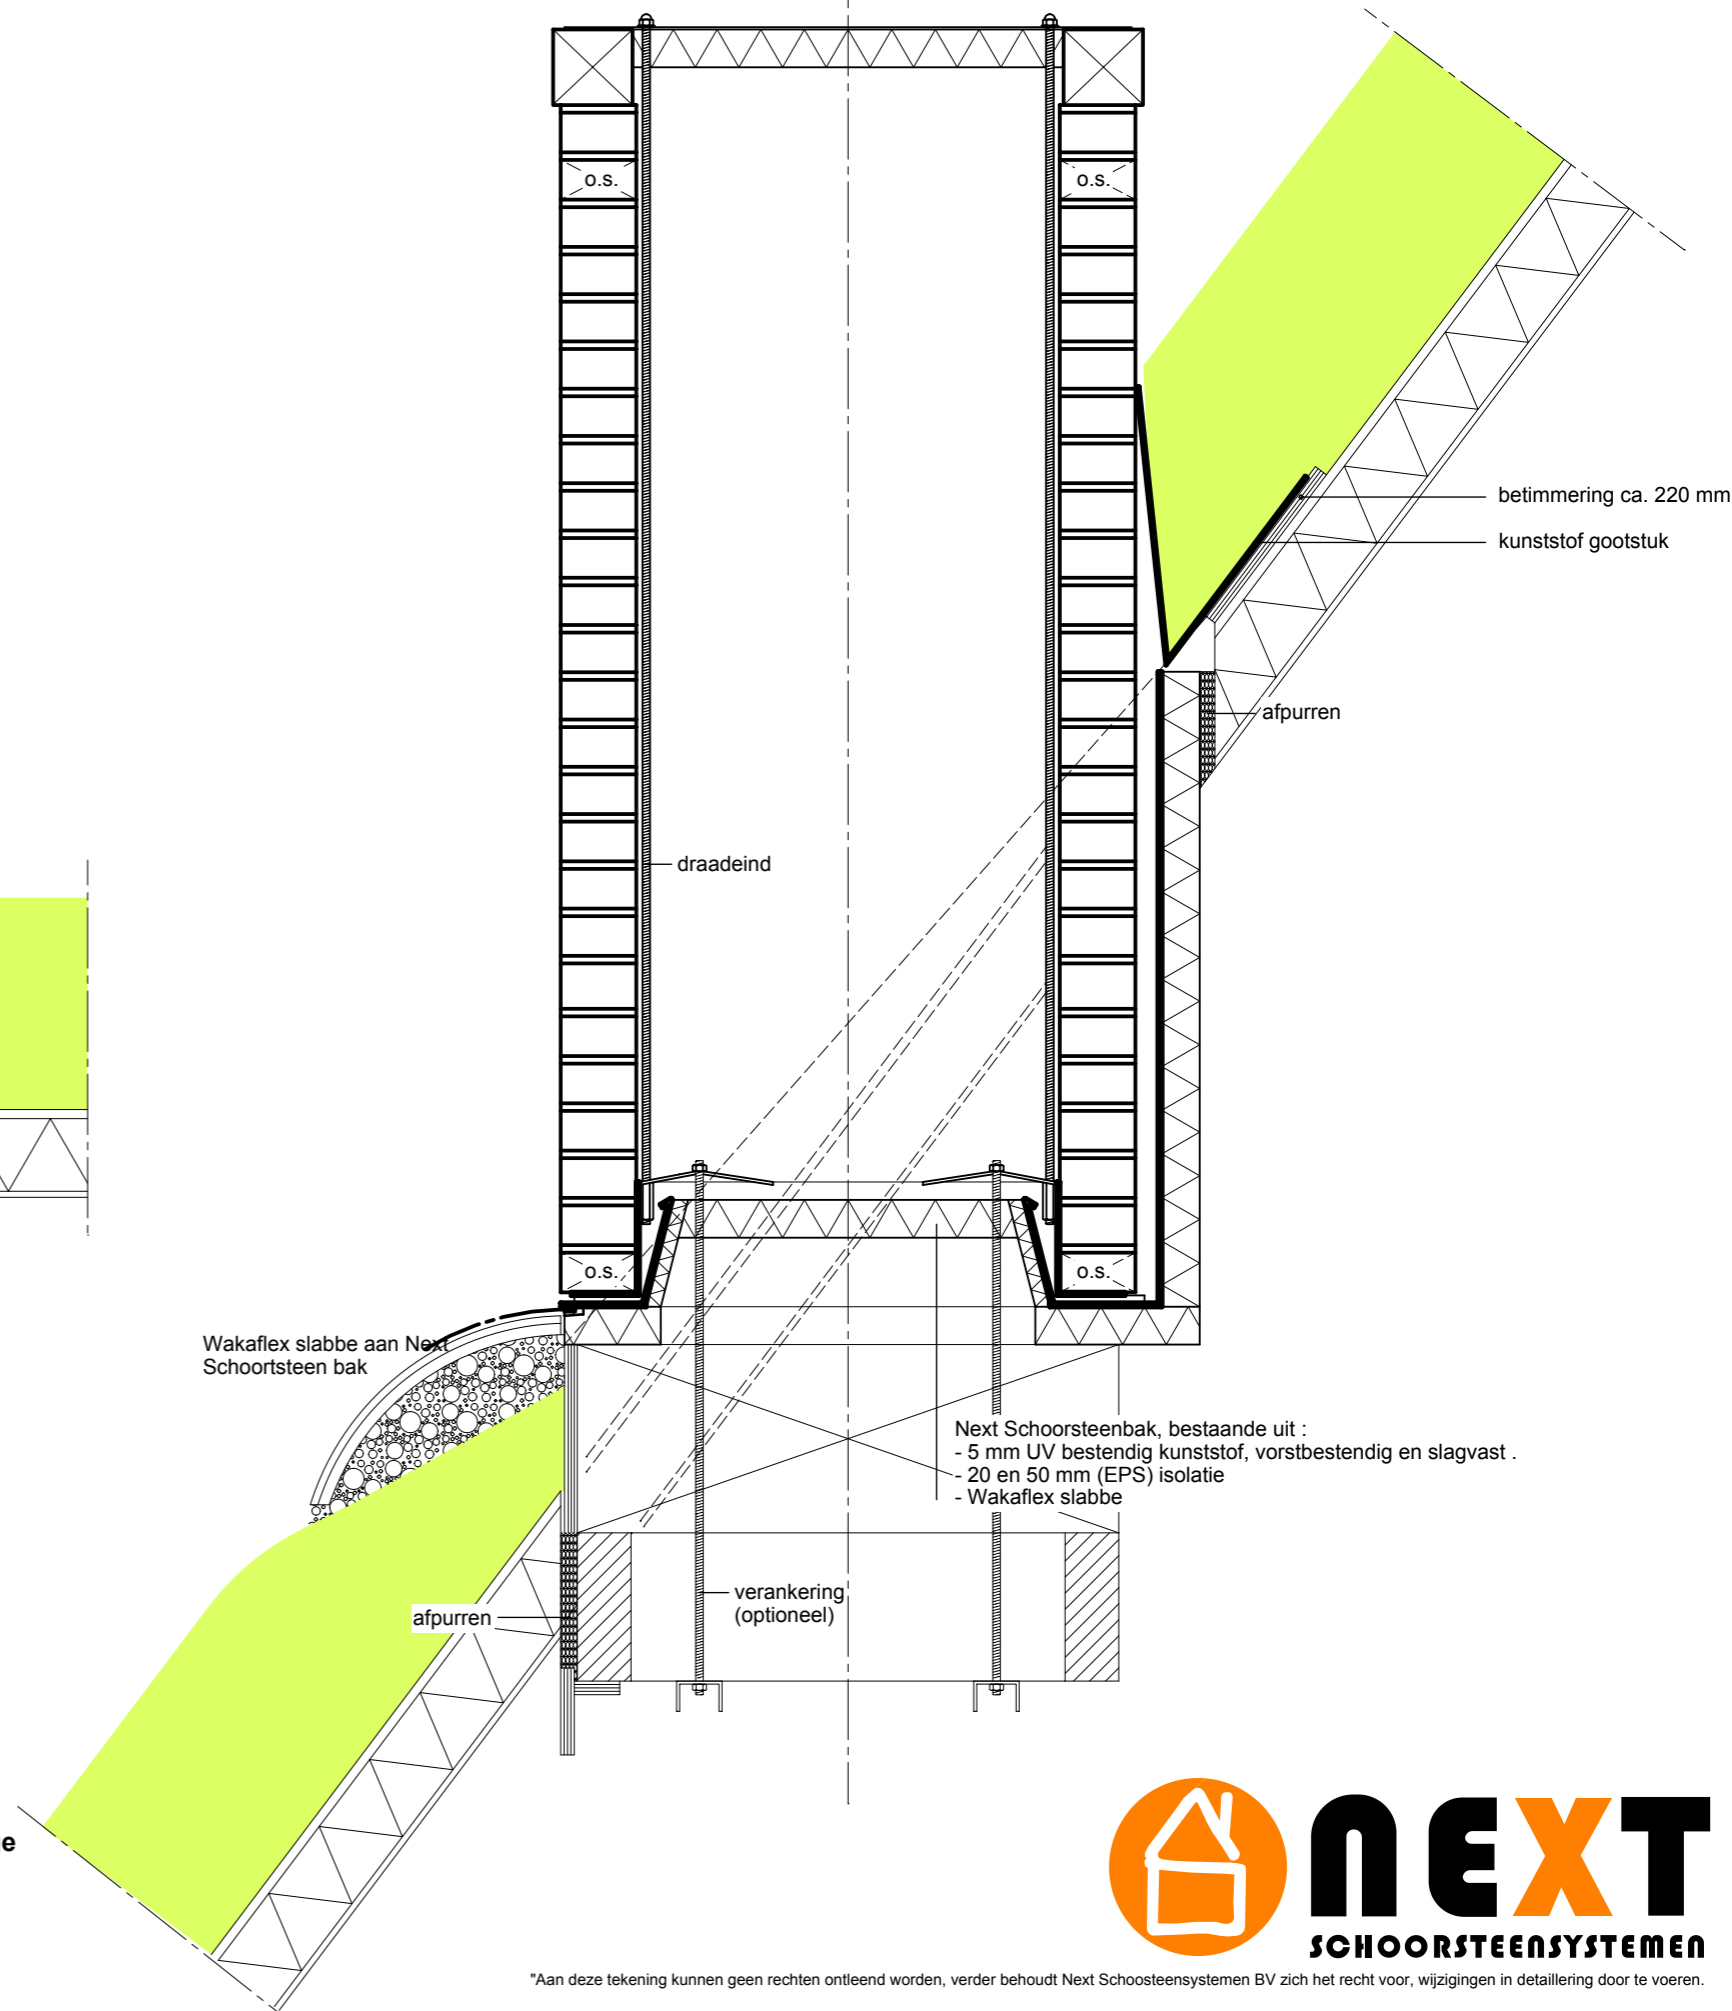 o.s.
o.s.
betimmering ca. 220 mm
kunststof gootstuk
afpurren
draadeind
o.s.
o.s.
Wakaflex slabbe aan Next
Schoortsteen bak
Next Schoorsteenbak, bestaande uit :
- 5 mm UV bestendig kunststof, vorstbestendig en slagvast .
- 20 en 50 mm (EPS) isolatie
- Wakaflex slabbe
verankering
(optioneel)
afpurren
NEXT
SCHOORSTEENSYSTEMEN
"Aan deze tekening kunnen geen rechten ontleend worden, verder behoudt Next Schoosteensystemen BV zich het recht voor, wijzigingen in detaillering door te voeren.